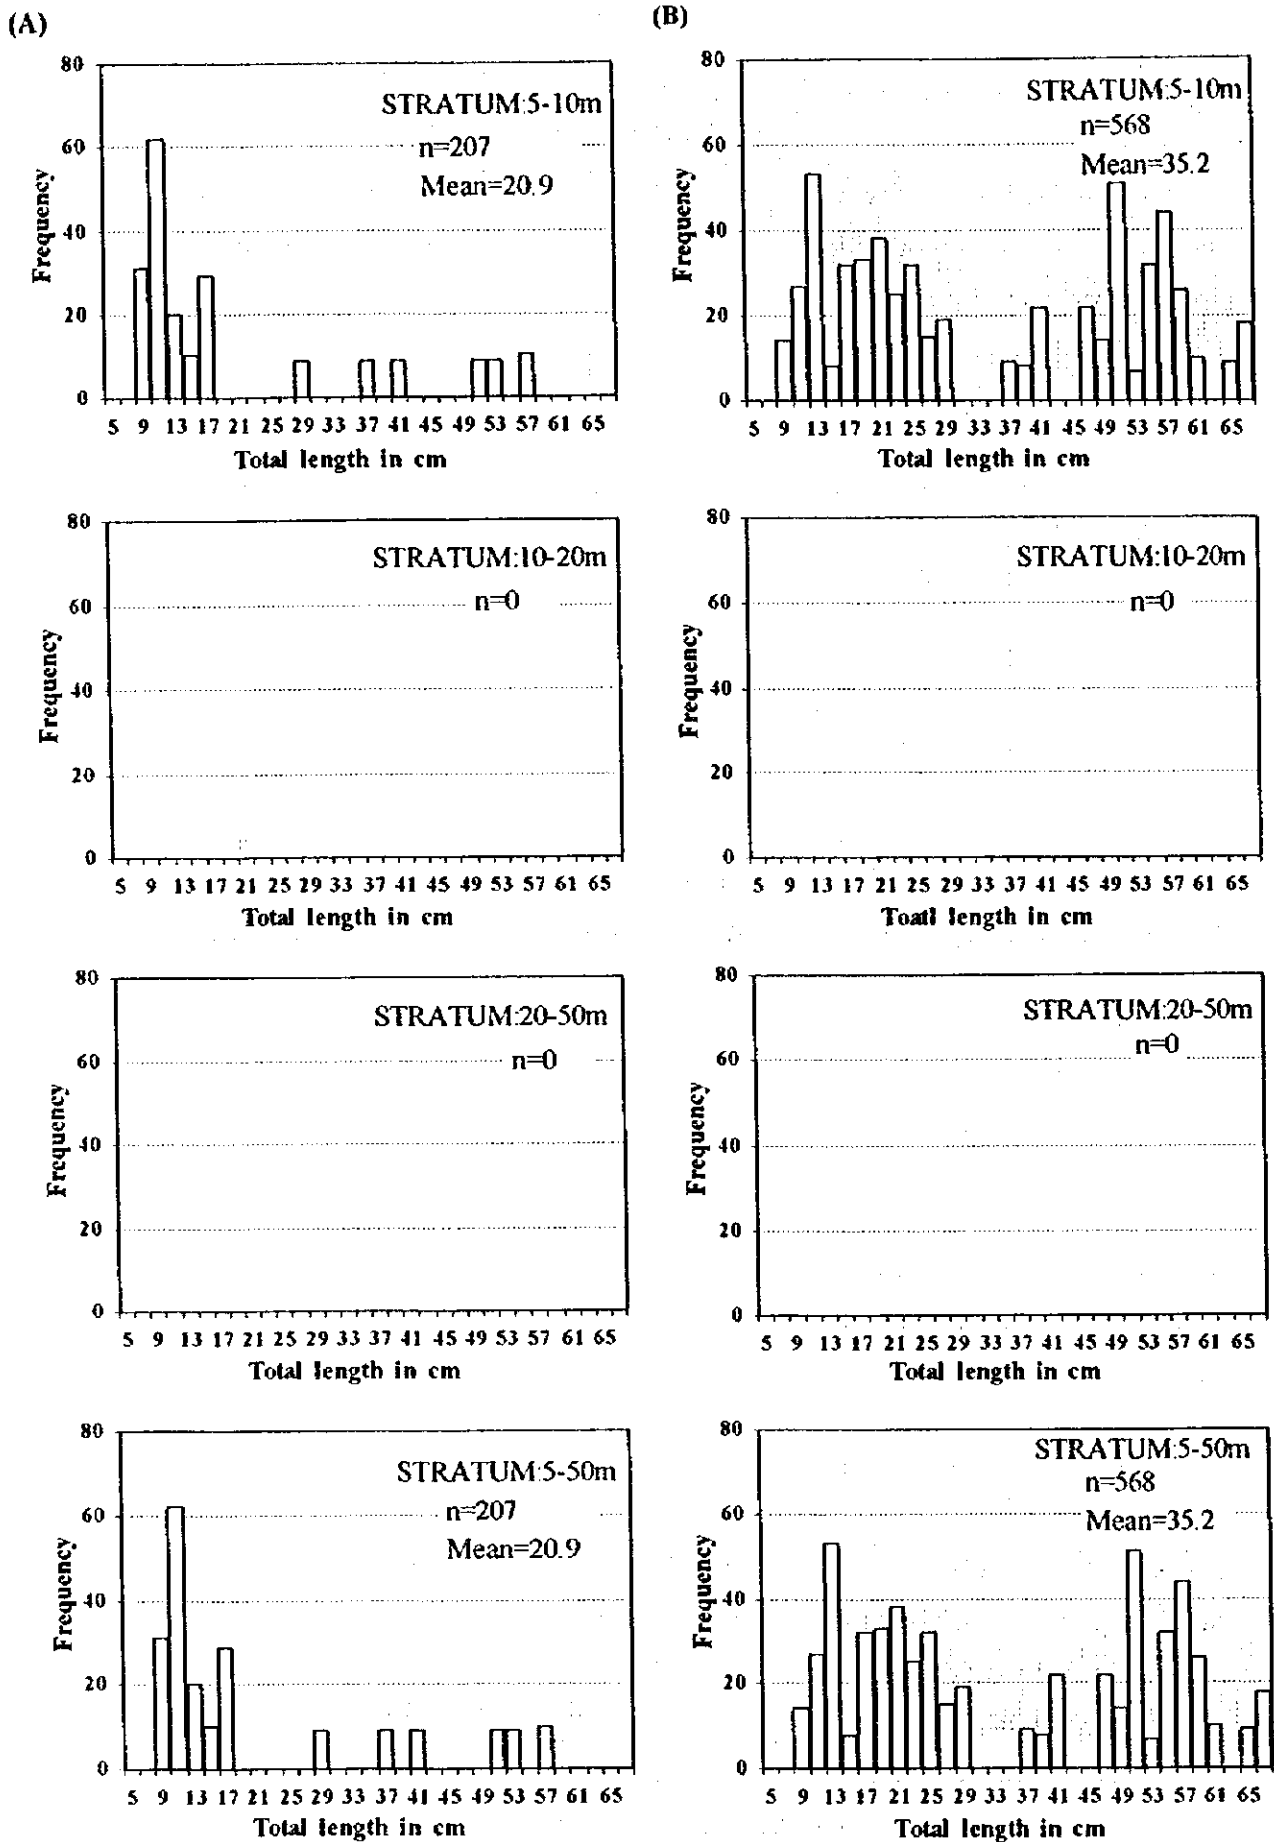 (A)
80
60
40
20
0
Frequency
STRATUM:5-10m
n=207
Mean=20.9
5 9 13 17 21 25 29 33 37 41 45 49 53 57 61 65
Total length in cm
80
60
40
20
0
Frequency
STRATUM:10-20m
n=0
5 9 13 17 21 25 29 33 37 41 45 49 53 57 61 65
Total length in cm
80
60
40
20
0
Frequency
STRATUM:20-50m
n=0
5 9 13 17 21 25 29 33 37 41 45 49 53 57 61 65
Total length in cm
80
60
40
20
0
Frequency
STRATUM:5-50m
n=207
Mean=20.9
5 9 13 17 21 25 29 33 37 41 45 49 53 57 61 65
Total length in cm
(B)
80
60
40
20
0
Frequency
STRATUM:5-10m
n=568
Mean=35.2
5 9 13 17 21 25 29 33 37 41 45 49 53 57 61 65
Total length in cm
80
60
40
20
0
Frequency
STRATUM:10-20m
n=0
5 9 13 17 21 25 29 33 37 41 45 49 53 57 61 65
Toatl length in cm
80
60
40
20
0
Frequency
STRATUM:20-50m
n=0
5 9 13 17 21 25 29 33 37 41 45 49 53 57 61 65
Total length in cm
80
60
40
20
0
Frequency
STRATUM:5-50m
n=568
Mean=35.2
5 9 13 17 21 25 29 33 37 41 45 49 53 57 61 65
Total length in cm